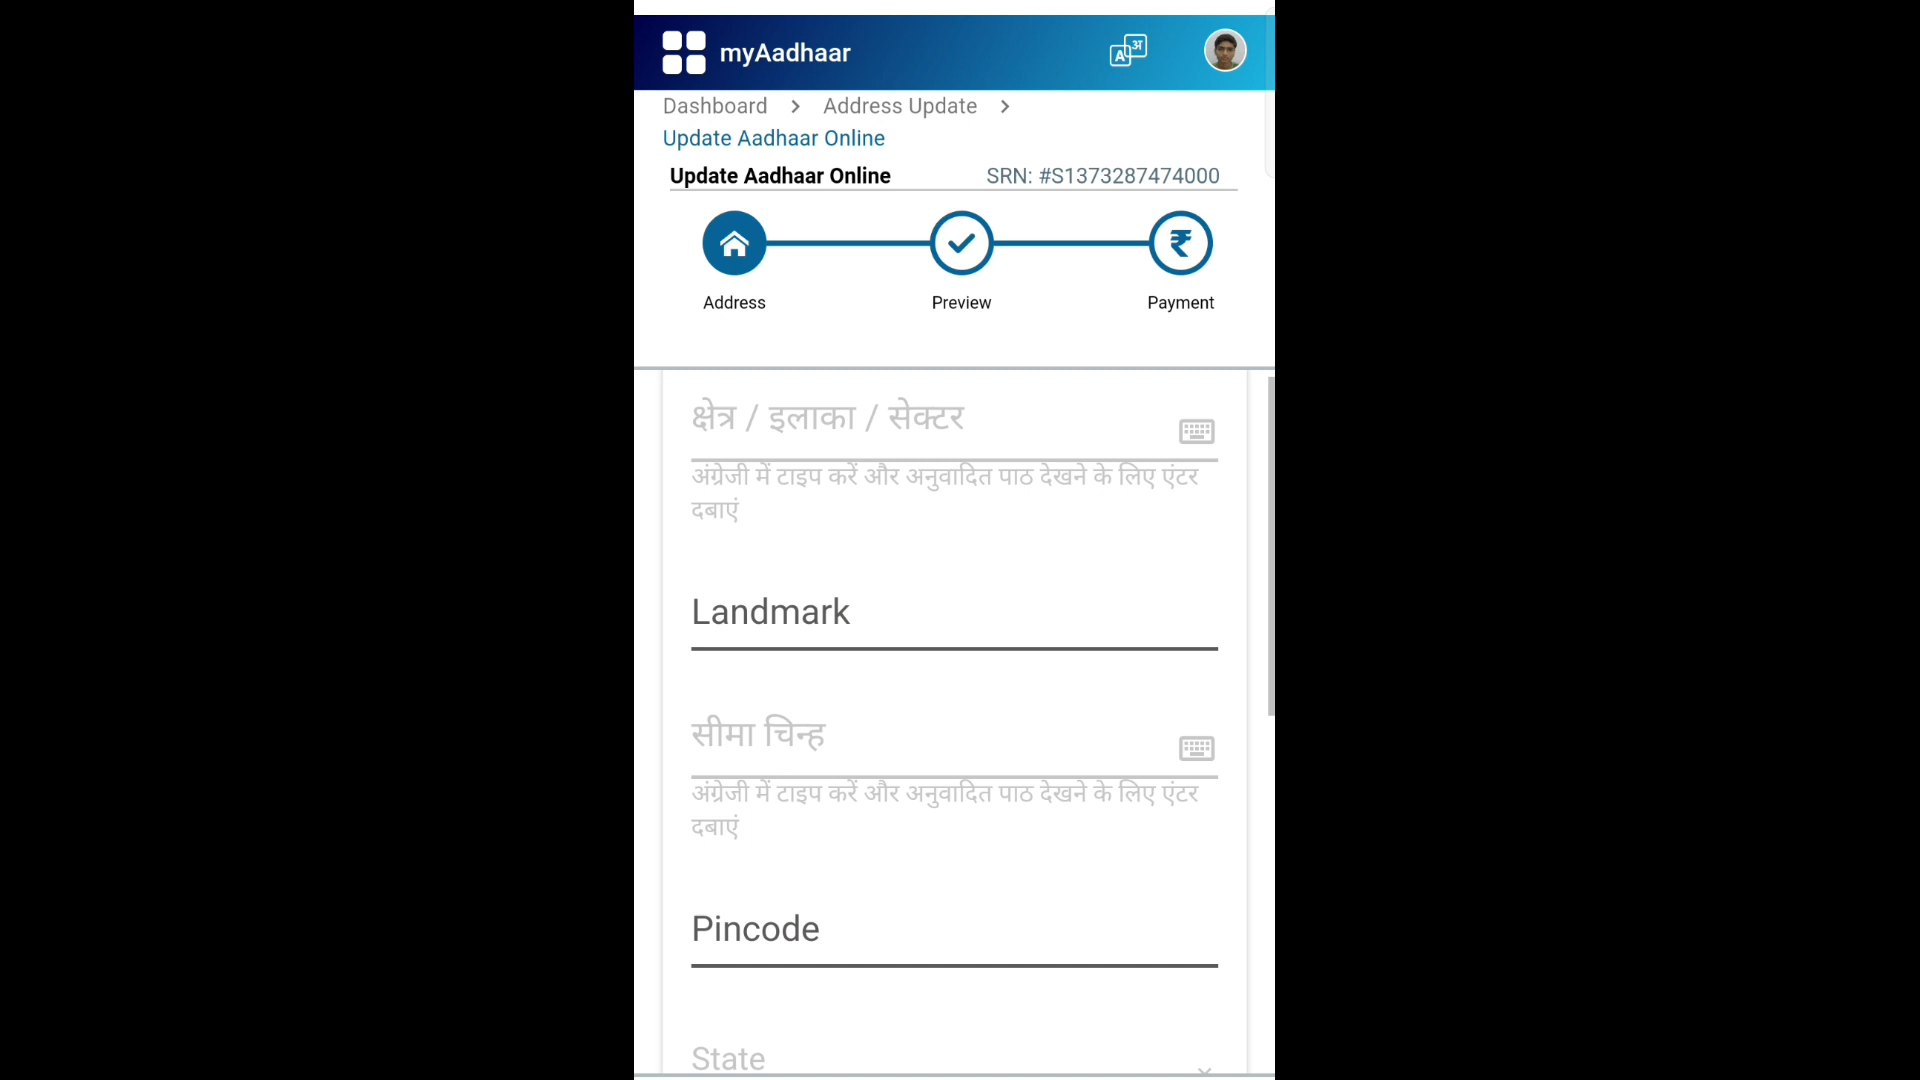 myAadhaar
A अ
Dashboard > Address Update >
Update Aadhaar Online
Update Aadhaar Online SRN: #S1373287474000
₹
Address Preview Payment
क्षेत्र / इलाका / सेक्टर
अंग्रेजी में टाइप करें और अनुवादित पाठ देखने के लिए एंटर
दबाएं
Landmark
सीमा चिन्ह
अंग्रेजी में टाइप करें और अनुवादित पाठ देखने के लिए एंटर
दबाएं
Pincode
State